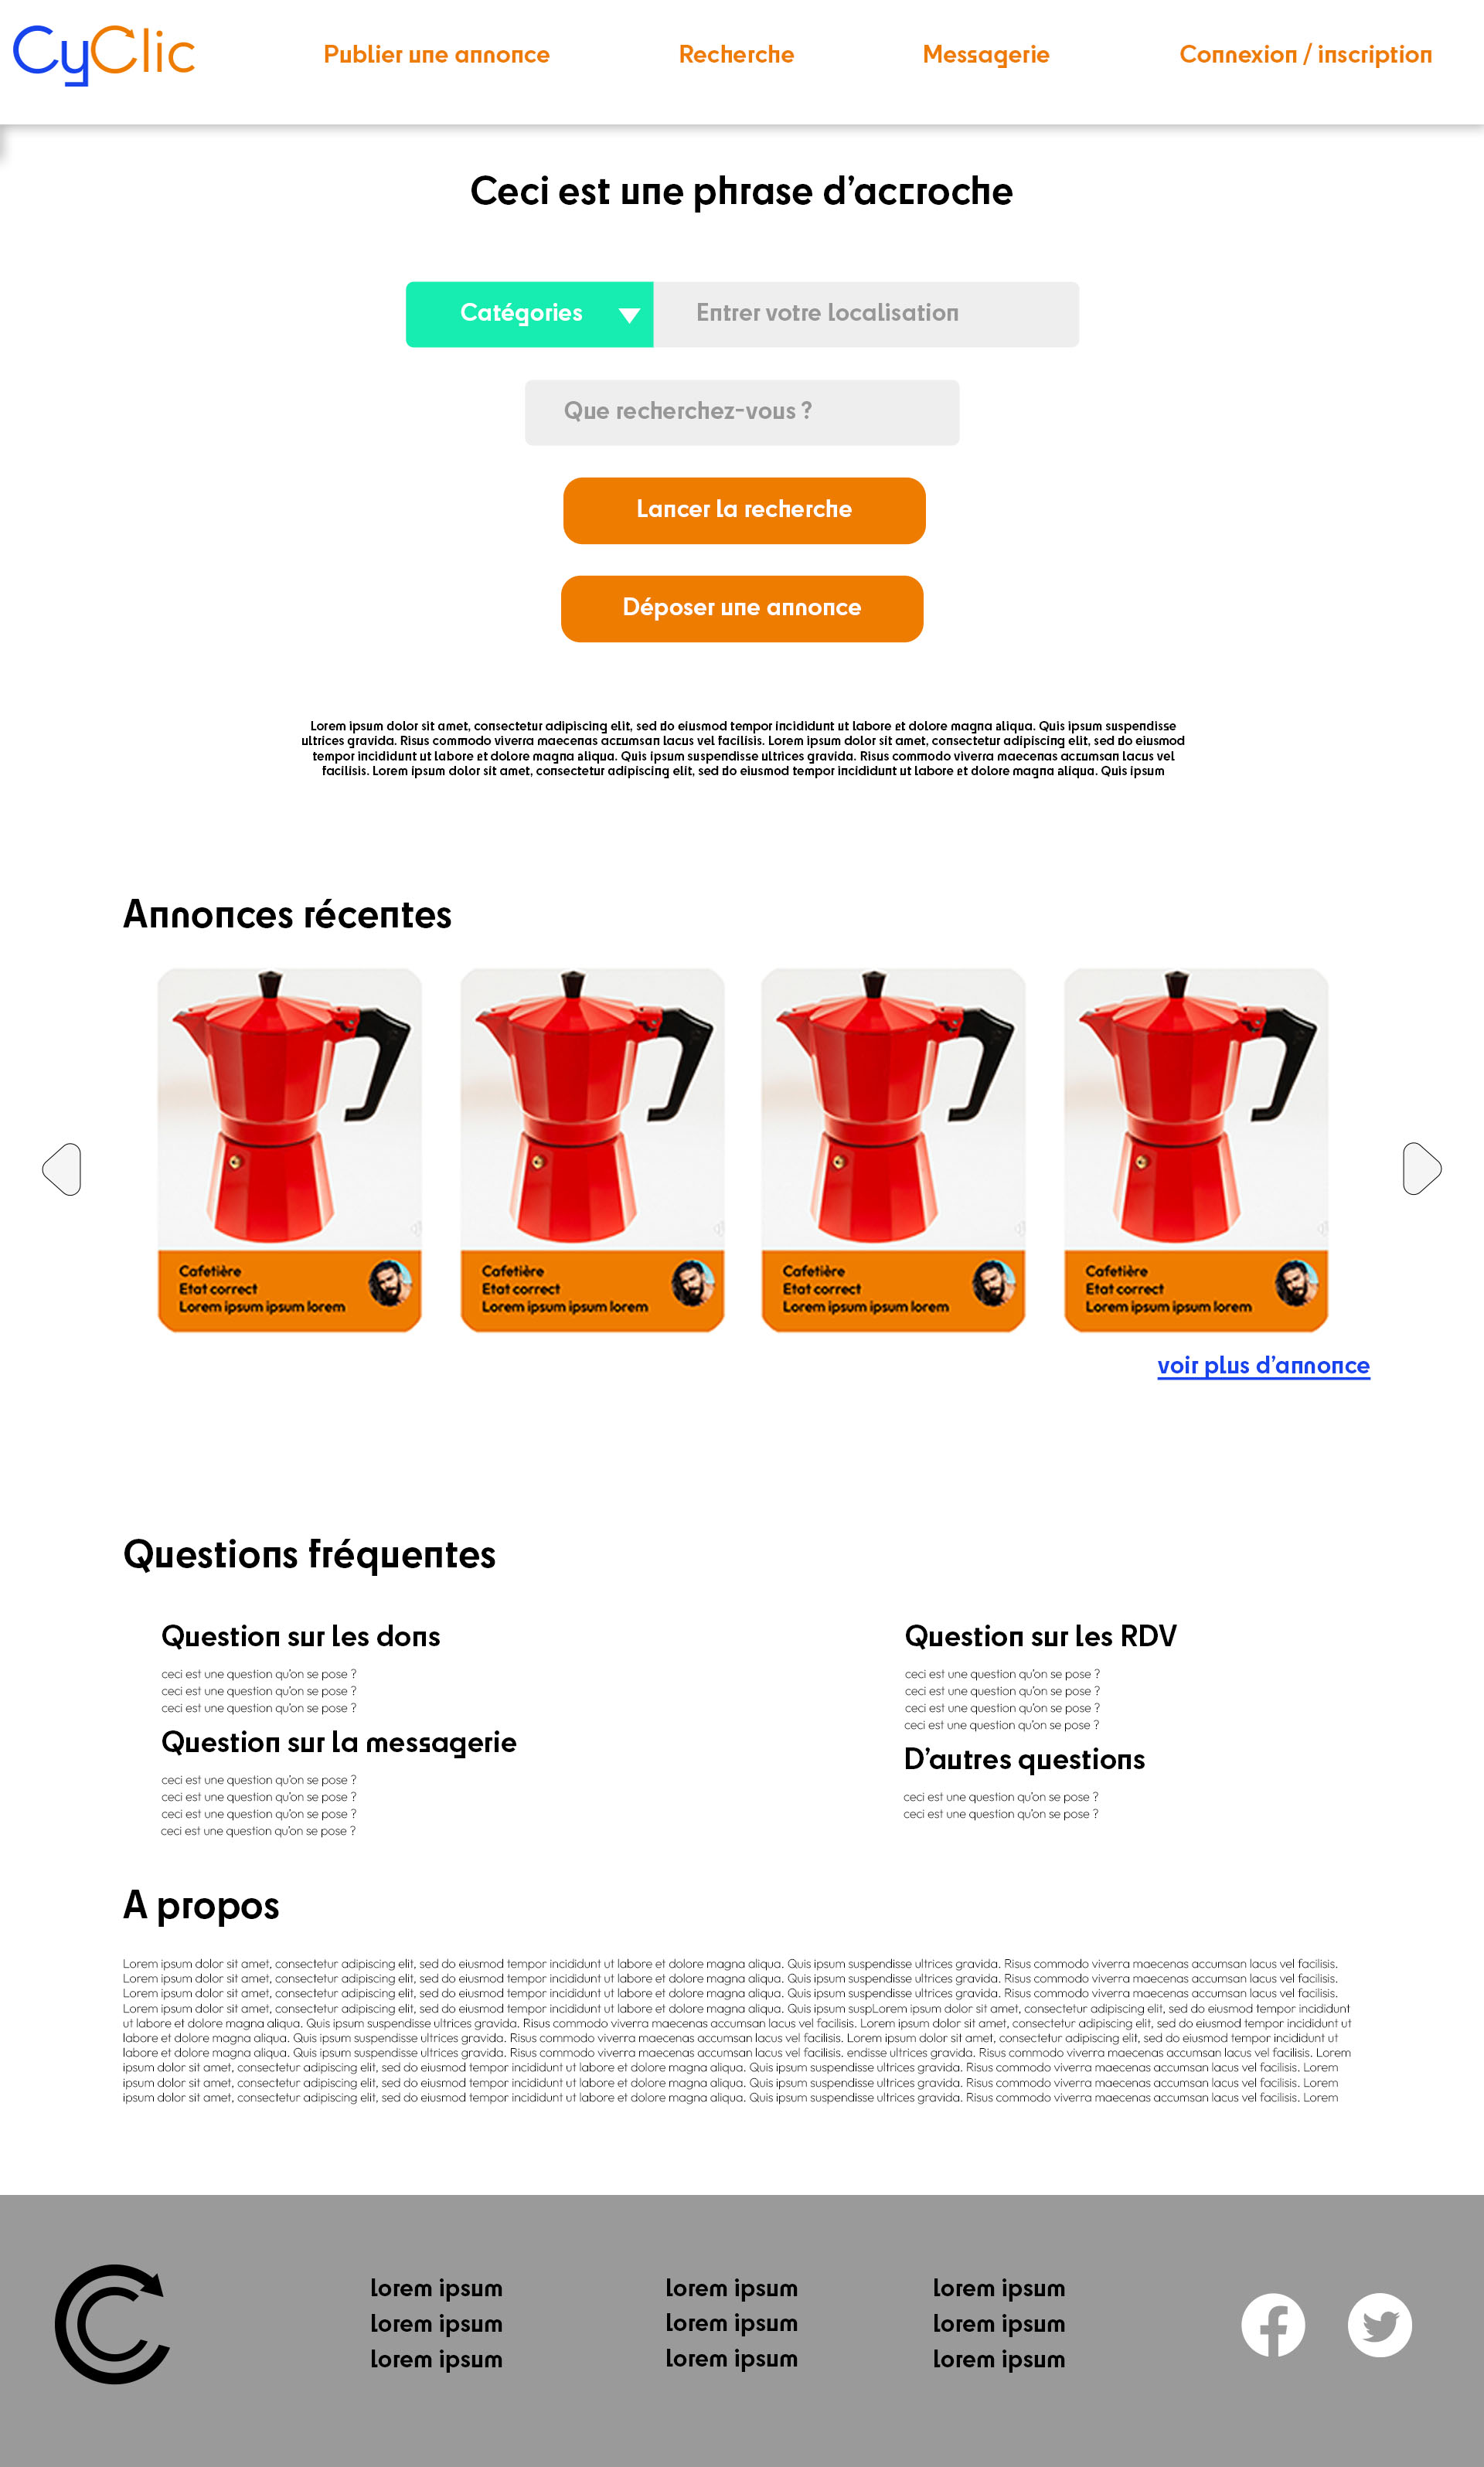 CyClic
Publier une annonce
Recherche
Messagerie
Connexion / inscription
Ceci est une phrase d'acroche
Catégories
Entrer votre localisation
Que recherchez-vous ?
Lancer la recherche
Déposer une annonce
Lorem ipsum dolor sit amet, consectetur adipiscing elit, sed do eiusmod tempor incididunt ut labore et dolore magna aliqua. Quis ipsum suspendisse
ultrices gravida. Risus commodo viverra maecenas accumsan lacus vel facilisis. Lorem ipsum dolor sit amet, consectetur adipiscing elit, sed do eiusmod
tempor incididunt ut labore et dolore magna aliqua. Quis ipsum suspendisse ultrices gravida. Risus commodo viverra maecenas accumsan lacus vel
facilisis. Lorem ipsum dolor sit amet, consectetur adipiscing elit, sed do eiusmod tempor incididunt ut labore et dolore magna aliqua. Quis ipsum
Annonces récentes
Cafetière
Etat correct
Lorem ipsum ipsum lorem
Cafetière
Etat correct
Lorem ipsum ipsum lorem
Cafetière
Etat correct
Lorem ipsum ipsum lorem
Cafetière
Etat correct
Lorem ipsum ipsum lorem
voir plus d'annonce
Questions fréquentes
Question sur les dons
ceci est une question qu'on se pose ?
ceci est une question qu'on se pose ?
ceci est une question qu'on se pose ?
Question sur la messagerie
ceci est une question qu'on se pose ?
ceci est une question qu'on se pose ?
ceci est une question qu'on se pose ?
ceci est une question qu'on se pose ?
Question sur les RDV
ceci est une question qu'on se pose ?
ceci est une question qu'on se pose ?
ceci est une question qu'on se pose ?
ceci est une question qu'on se pose ?
D'autres questions
ceci est une question qu'on se pose ?
ceci est une question qu'on se pose ?
A propos
Lorem ipsum dolor sit amet, consectetur adipiscing elit, sed do eiusmod tempor incididunt ut labore et dolore magna aliqua. Quis ipsum suspendisse ultrices gravida. Risus commodo viverra maecenas accumsan lacus vel facilisis.
Lorem ipsum dolor sit amet, consectetur adipiscing elit, sed do eiusmod tempor incididunt ut labore et dolore magna aliqua. Quis ipsum suspendisse ultrices gravida. Risus commodo viverra maecenas accumsan lacus vel facilisis.
Lorem ipsum dolor sit amet, consectetur adipiscing elit, sed do eiusmod tempor incididunt ut labore et dolore magna aliqua. Quis ipsum suspendisse ultrices gravida. Risus commodo viverra maecenas accumsan lacus vel facilisis.
Lorem ipsum dolor sit amet, consectetur adipiscing elit, sed do eiusmod tempor incididunt ut labore et dolore magna aliqua. Quis ipsum suspLorem ipsum dolor sit amet, consectetur adipiscing elit, sed do eiusmod tempor incididunt
ut labore et dolore magna aliqua. Quis ipsum suspendisse ultrices gravida. Risus commodo viverra maecenas accumsan lacus vel facilisis. Lorem ipsum dolor sit amet, consectetur adipiscing elit, sed do eiusmod tempor incididunt ut
labore et dolore magna aliqua. Quis ipsum suspendisse ultrices gravida. Risus commodo viverra maecenas accumsan lacus vel facilisis. Lorem ipsum dolor sit amet, consectetur adipiscing elit, sed do eiusmod tempor incididunt ut
labore et dolore magna aliqua. Quis ipsum suspendisse ultrices gravida. Risus commodo viverra maecenas accumsan lacus vel facilisis. endisse ultrices gravida. Risus commodo viverra maecenas accumsan lacus vel facilisis. Lorem
ipsum dolor sit amet, consectetur adipiscing elit, sed do eiusmod tempor incididunt ut labore et dolore magna aliqua. Quis ipsum suspendisse ultrices gravida. Risus commodo viverra maecenas accumsan lacus vel facilisis. Lorem
ipsum dolor sit amet, consectetur adipiscing elit, sed do eiusmod tempor incididunt ut labore et dolore magna aliqua. Quis ipsum suspendisse ultrices gravida. Risus commodo viverra maecenas accumsan lacus vel facilisis. Lorem
ipsum dolor sit amet, consectetur adipiscing elit, sed do eiusmod tempor incididunt ut labore et dolore magna aliqua. Quis ipsum suspendisse ultrices gravida. Risus commodo viverra maecenas accumsan lacus vel facilisis. Lorem
lorem ipsum
lorem ipsum
lorem ipsum
lorem ipsum
lorem ipsum
lorem ipsum
lorem ipsum
lorem ipsum
lorem ipsum